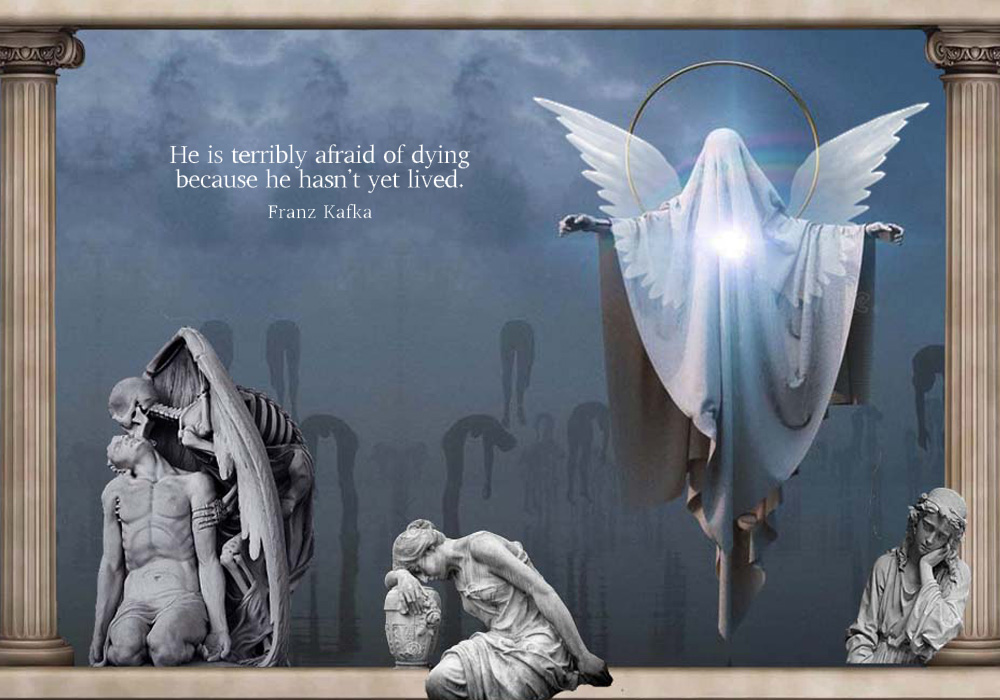 He is terribly afraid of dying
because he hasn't yet lived.
Franz Kafka